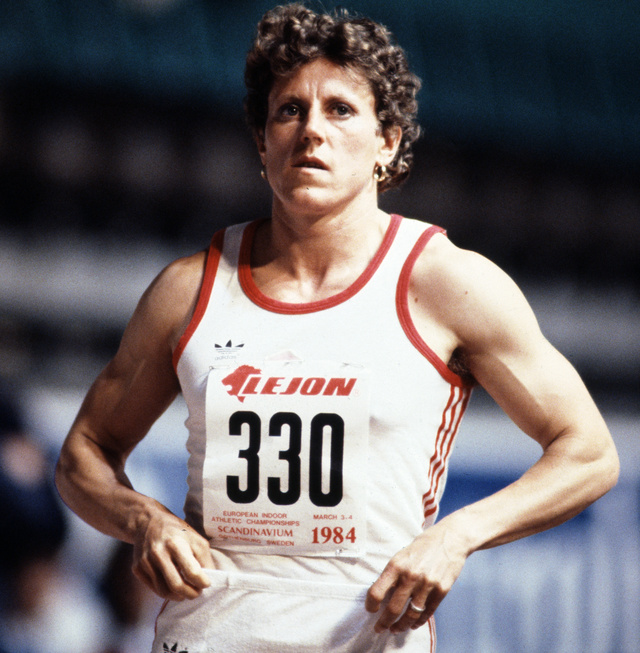 LEJON
330
EUROPEAN INDOOR MARCH 3-4
ATHLETIC CHAMPIONSHIPS
SCANDINAVIUM 1984
SWEDEN